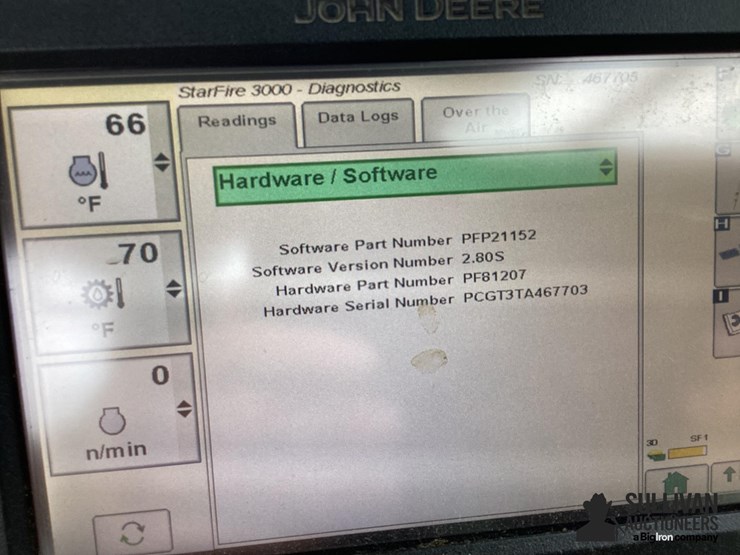 JOHN DEERE
StarFire 3000 - Diagnostics
Readings
Data Logs
Over the
Air
Hardware / Software
Software Part Number PFP21152
Software Version Number 2.80S
Hardware Part Number PF81207
Hardware Serial Number PCGT3TA467703
66
°F
70
°F
0
n/min
G
H
I
3D
SF1
SULLIVAN
AUCTIONEERS
a BigIron company